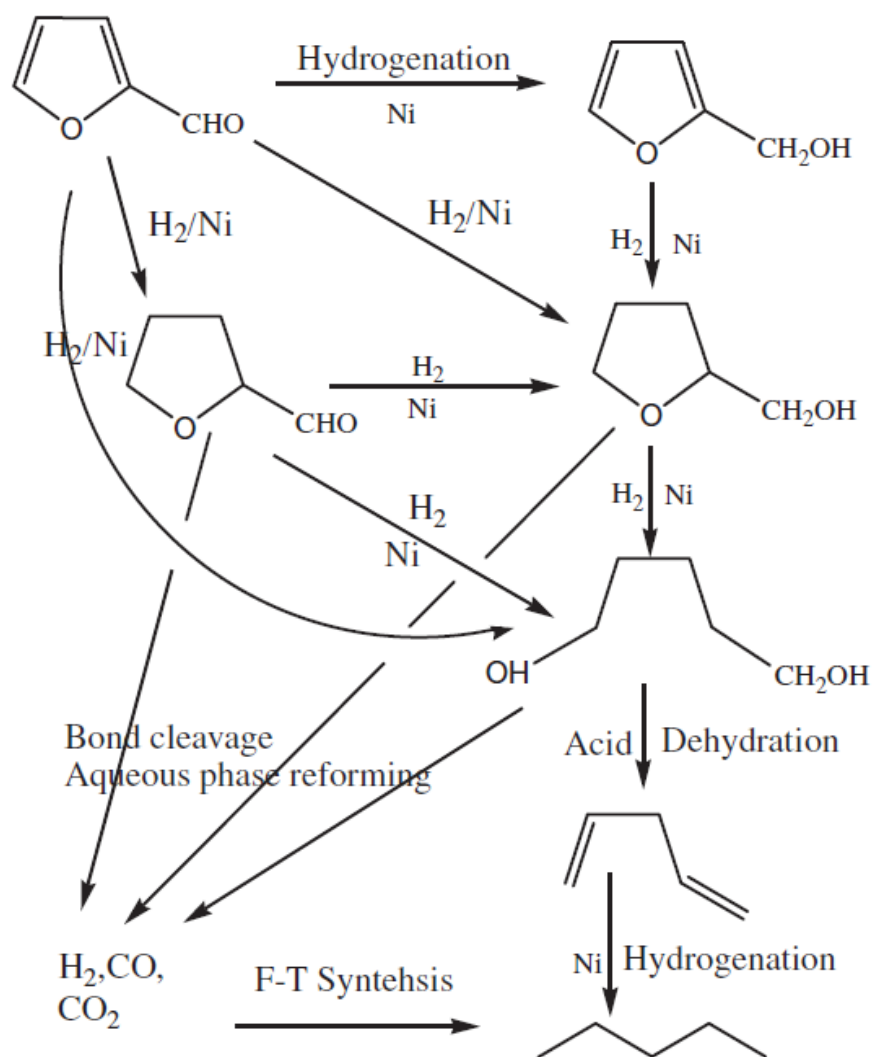 Hydrogenation
Ni
O
CHO
O
CH₂OH
H₂/Ni
H₂/Ni
H₂ Ni
H₂/Ni
H₂
Ni
O
CHO
O
CH₂OH
H₂
Ni
H₂ Ni
OH
CH₂OH
Bond cleavage
Aqueous phase reforming
Acid Dehydration
H₂,CO,
CO₂
F-T Syntehsis
Ni Hydrogenation